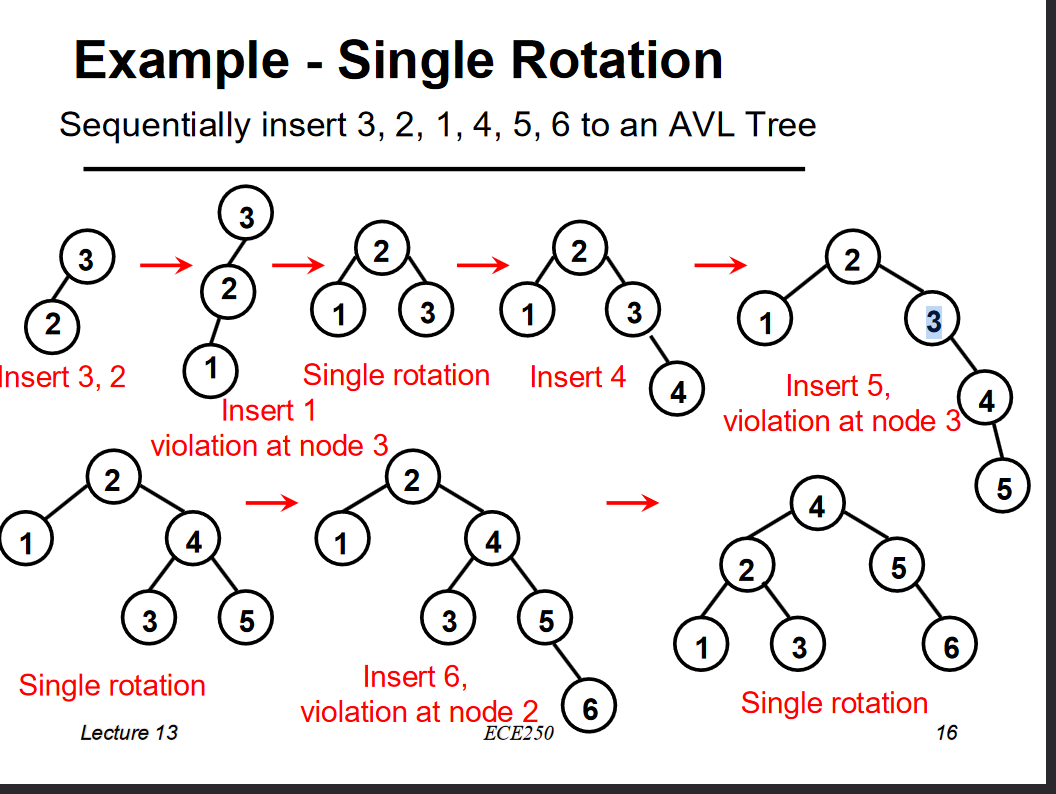 Example - Single Rotation
Sequentially insert 3, 2, 1, 4, 5, 6 to an AVL Tree
3
2
Insert 3, 2
3
2
1
Insert 1
violation at node 3
2
1
3
Single rotation
2
1
3
4
Insert 4
2
1
3
4
5
Insert 5,
violation at node 3
2
1
4
3
5
Single rotation
2
1
4
3
5
6
Insert 6,
violation at node 2
4
2
5
1
3
6
Single rotation
Lecture 13
ECE250
16